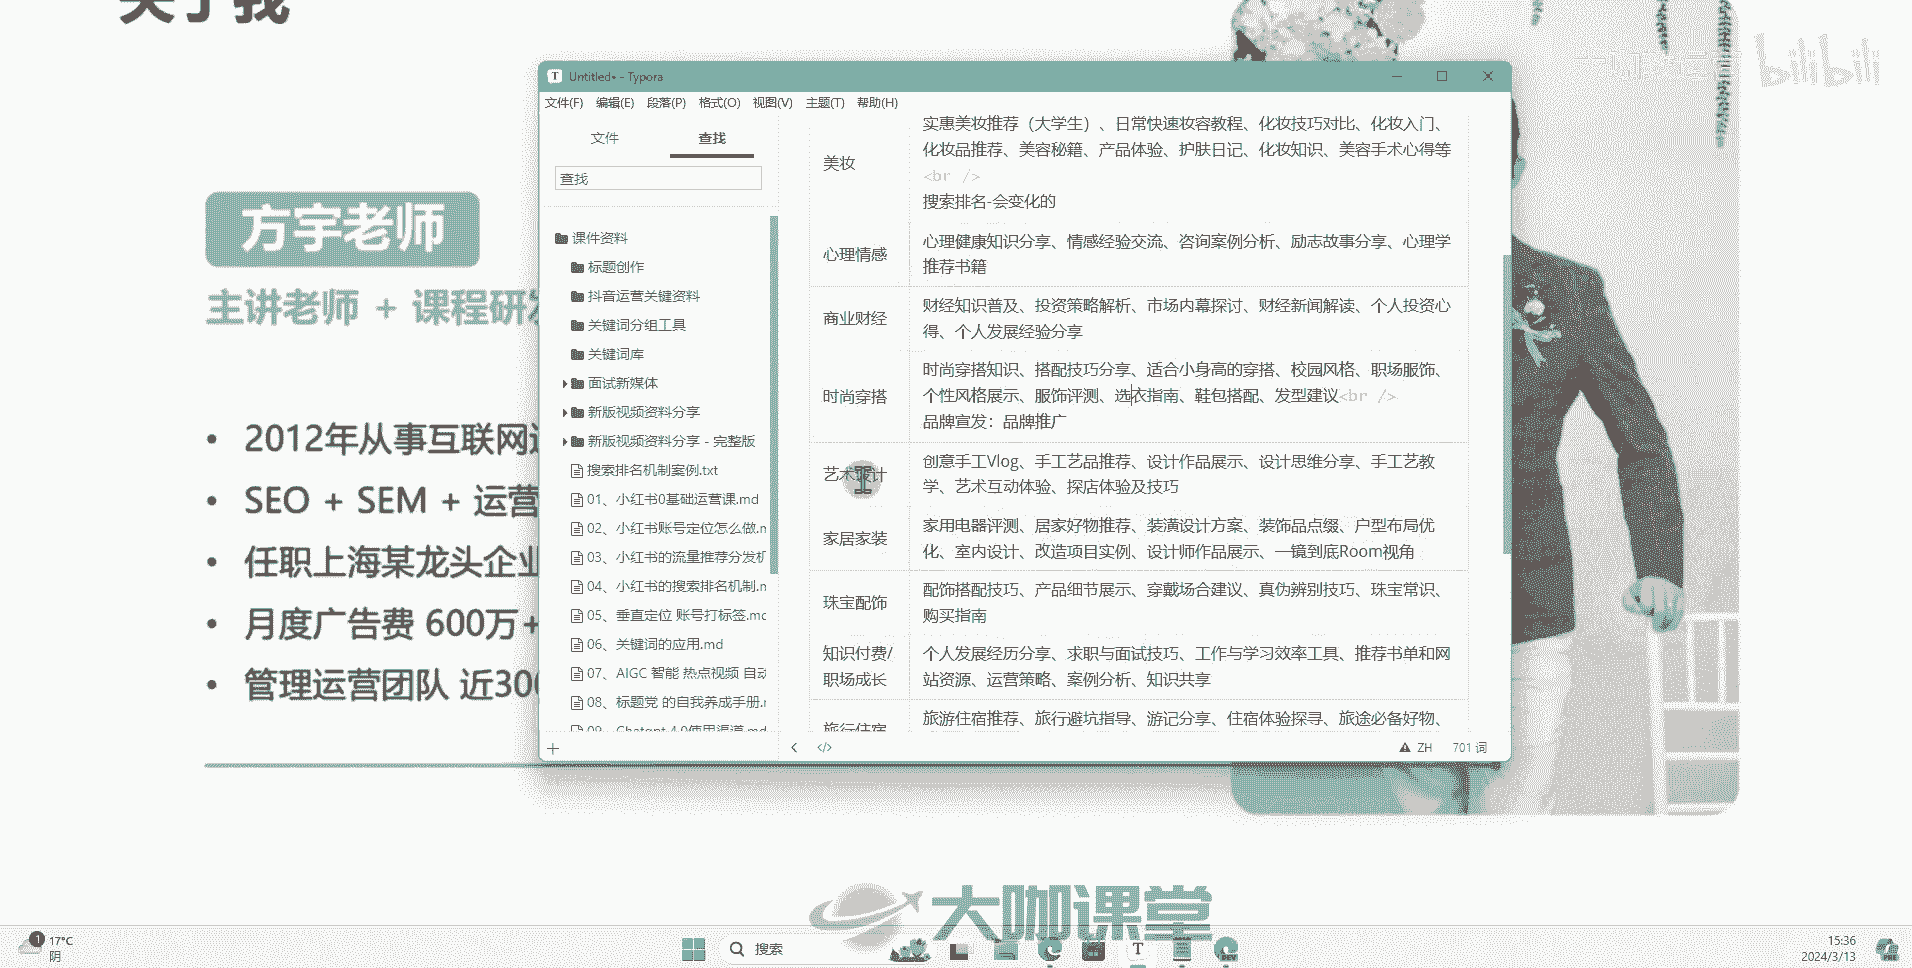 关于我
bilibili
方宇老师
主讲老师 + 课程研发
2012年从事互联网运
SEO + SEM + 运营
任职上海某龙头企业
月度广告费 600万+
管理运营团队 近300
Untitled• - Typora
文件(F) 编辑(E) 段落(P) 格式(O) 视图(V) 主题(T) 帮助(H)
文件 查找
查找
课件资料
标题创作
抖音运营关键资料
关键词分组工具
关键词库
面试新媒体
新版视频资料分享
新版视频资料分享 - 完整版
搜索排名机制案例.txt
01、小红书0基础运营课.md
02、小红书账号定位怎么做.m
03、小红书的流量推荐分发机
04、小红书的搜索排名机制.m
05、垂直定位 账号打标签.mc
06、关键词的应用.md
07、AIGC 智能 热点视频 自动
08、标题党 的自我养成手册.r
09、Chatgpt 4.0使用渠道.md
美妆
实惠美妆推荐（大学生）、日常快速妆容教程、化妆技巧对比、化妆入门、
化妆品推荐、美容秘籍、产品体验、护肤日记、化妆知识、美容手术心得等
<br />
搜索排名-会变化的
心理情感
心理健康知识分享、情感经验交流、咨询案例分析、励志故事分享、心理学
推荐书籍
商业财经
财经知识普及、投资策略解析、市场内幕探讨、财经新闻解读、个人投资心
得、个人发展经验分享
时尚穿搭
时尚穿搭知识、搭配技巧分享、适合小身高的穿搭、校园风格、职场服饰、
个性风格展示、服饰评测、选衣指南、鞋包搭配、发型建议<br />
品牌宣发：品牌推广
艺术设计
创意手工Vlog、手工艺品推荐、设计作品展示、设计思维分享、手工艺教
学、艺术互动体验、探店体验及技巧
家居家装
家用电器评测、居家好物推荐、装潢设计方案、装饰品点缀、户型布局优
化、室内设计、改造项目实例、设计师作品展示、一镜到底Room视角
珠宝配饰
配饰搭配技巧、产品细节展示、穿戴场合建议、真伪辨别技巧、珠宝常识、
购买指南
知识付费/
职场成长
个人发展经历分享、求职与面试技巧、工作与学习效率工具、推荐书单和网
站资源、运营策略、案例分析、知识共享
旅行住宿
旅游住宿推荐、旅行避坑指导、游记分享、住宿体验探寻、旅途必备好物、
ZH 701 词
大咖课堂
1 17°C
阴
搜索
15:36
2024/3/13